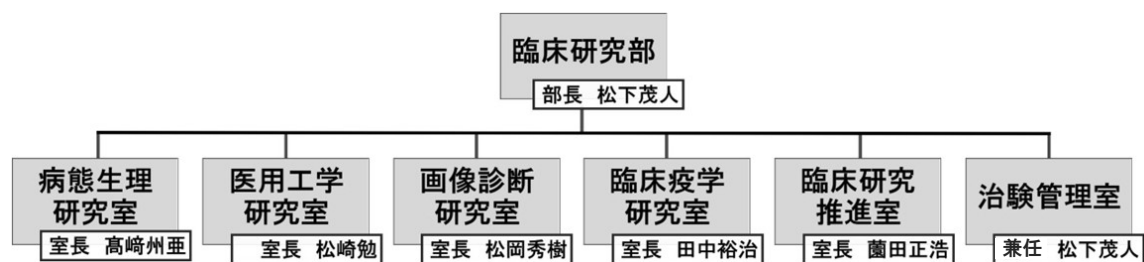 臨床研究部
部長 松下茂人
病態生理
研究室
室長 髙﨑州亜
医用工学
研究室
室長 松崎勉
画像診断
研究室
室長 松岡秀樹
臨床疫学
研究室
室長 田中裕治
臨床研究
推進室
室長 薗田正浩
治験管理室
兼任 松下茂人